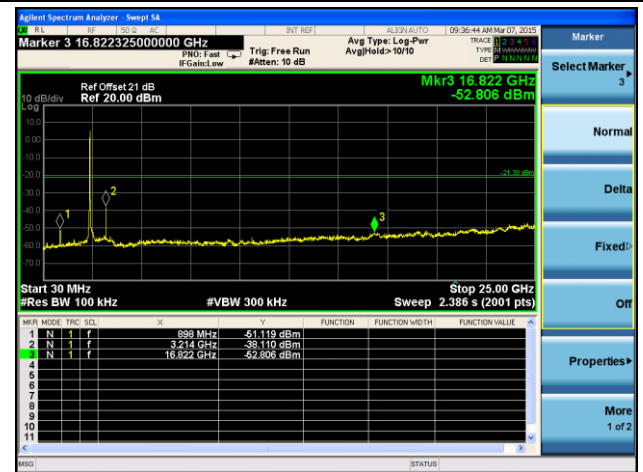 Agilent Spectrum Analyzer - Swept SA
RL RF 50 Ω AC INT REF ALIGN AUTO 09:36:44 AM Mar 07, 2015
Marker 3 16.822325000000 GHz
PNO: Fast
IFGain:Low
Trig: Free Run
#Atten: 10 dB
Avg Type: Log-Pwr
Avg|Hold:>10/10
TRACE 1 2 3 4 5 6
TYPE M
DET P N N N N N
Ref Offset 21 dB
10 dB/div Ref 20.00 dBm
Log
Mkr3 16.822 GHz
-52.806 dBm
10.0
0.00
-10.0
-20.0
-21.39 dBm
-30.0
-40.0
-50.0
-60.0
-70.0
1
2
3
Start 30 MHz Stop 25.00 GHz
#Res BW 100 kHz #VBW 300 kHz Sweep 2.386 s (2001 pts)
MKR MODE TRC SCL X Y FUNCTION FUNCTION WIDTH FUNCTION VALUE
1 N 1 f 898 MHz -51.119 dBm
2 N 1 f 3.214 GHz -38.110 dBm
3 N 1 f 16.822 GHz -52.806 dBm
4
5
6
7
8
9
10
11
MSG STATUS
Marker
Select Marker
3
Normal
Delta
Fixed
Off
Properties
More
1 of 2